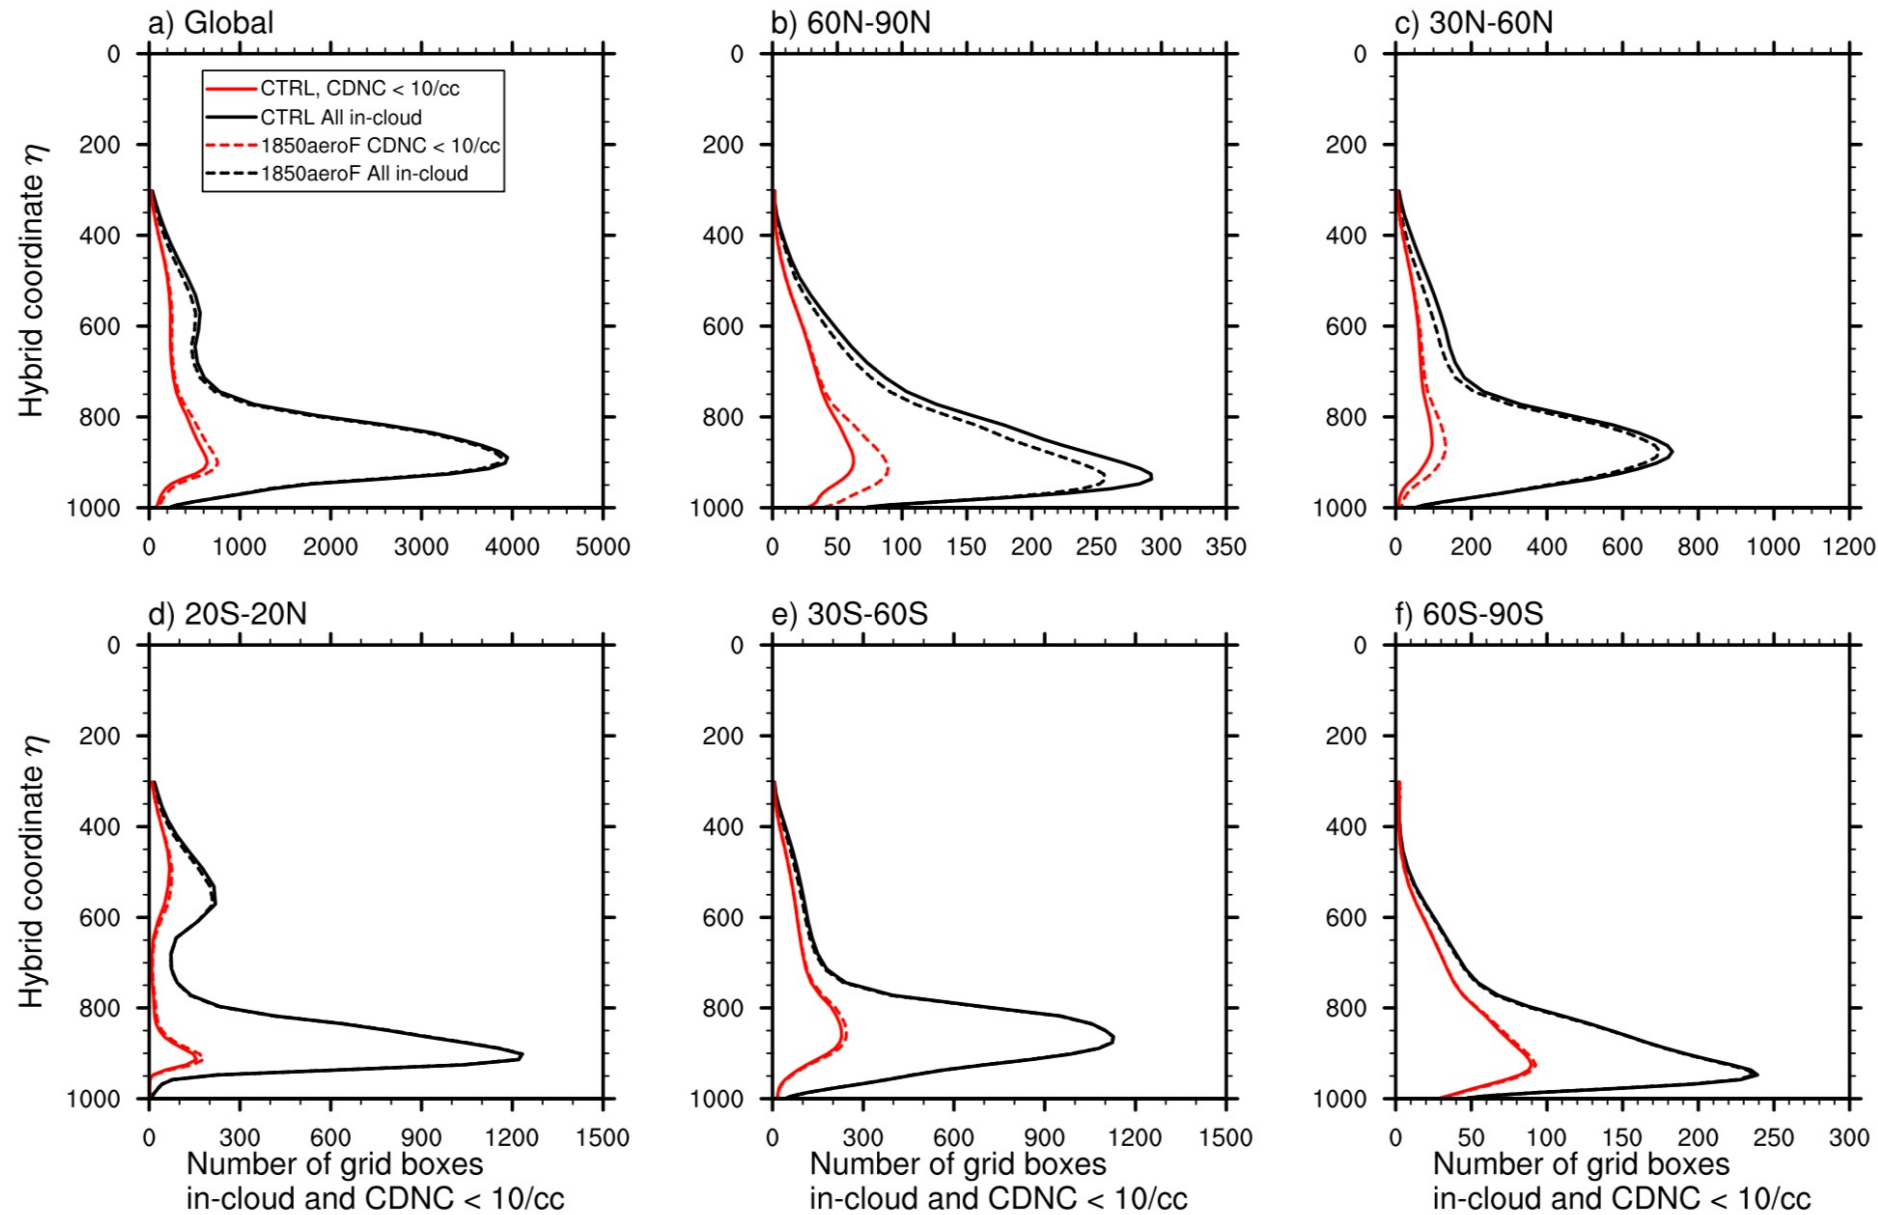 a) Global
b) 60N-90N
c) 30N-60N
0
200
400
600
800
1000
Hybrid coordinate η
CTRL, CDNC < 10/cc
CTRL All in-cloud
1850aeroF CDNC < 10/cc
1850aeroF All in-cloud
0 1000 2000 3000 4000 5000
0
200
400
600
800
1000
0 50 100 150 200 250 300 350
0
200
400
600
800
1000
0 200 400 600 800 1000 1200
d) 20S-20N
e) 30S-60S
f) 60S-90S
0
200
400
600
800
1000
Hybrid coordinate η
0 300 600 900 1200 1500
Number of grid boxes
in-cloud and CDNC < 10/cc
0
200
400
600
800
1000
0 300 600 900 1200 1500
Number of grid boxes
in-cloud and CDNC < 10/cc
0
200
400
600
800
1000
0 50 100 150 200 250 300
Number of grid boxes
in-cloud and CDNC < 10/cc